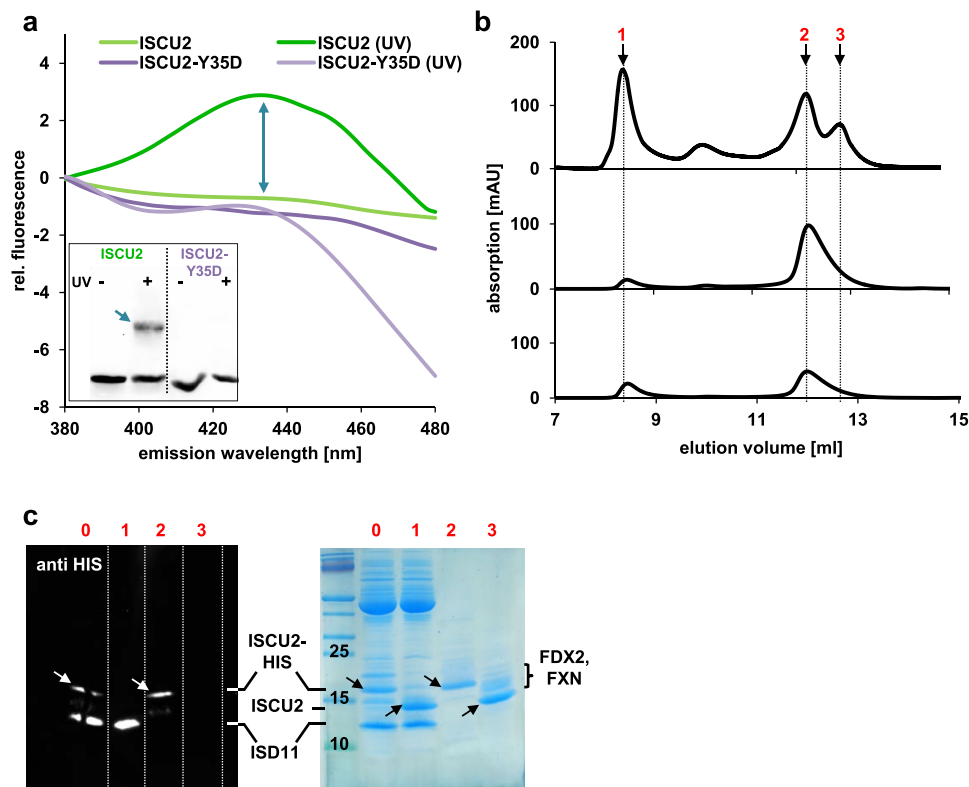 a
ISCU2
ISCU2 (UV)
ISCU2-Y35D
ISCU2-Y35D (UV)
rel. fluorescence
2
0
-2
-4
-6
-8
ISCU2
ISCU2-
Y35D
UV - + - +
380 400 420 440 460 480
emission wavelength [nm]
b
1 2 3
200
100
0
100
0
100
0
absorption [mAU]
7 9 11 13 15
elution volume [ml]
c
0 1 2 3
anti HIS
ISCU2-
HIS
ISCU2
ISD11
0 1 2 3
25
15
10
FDX2,
FXN